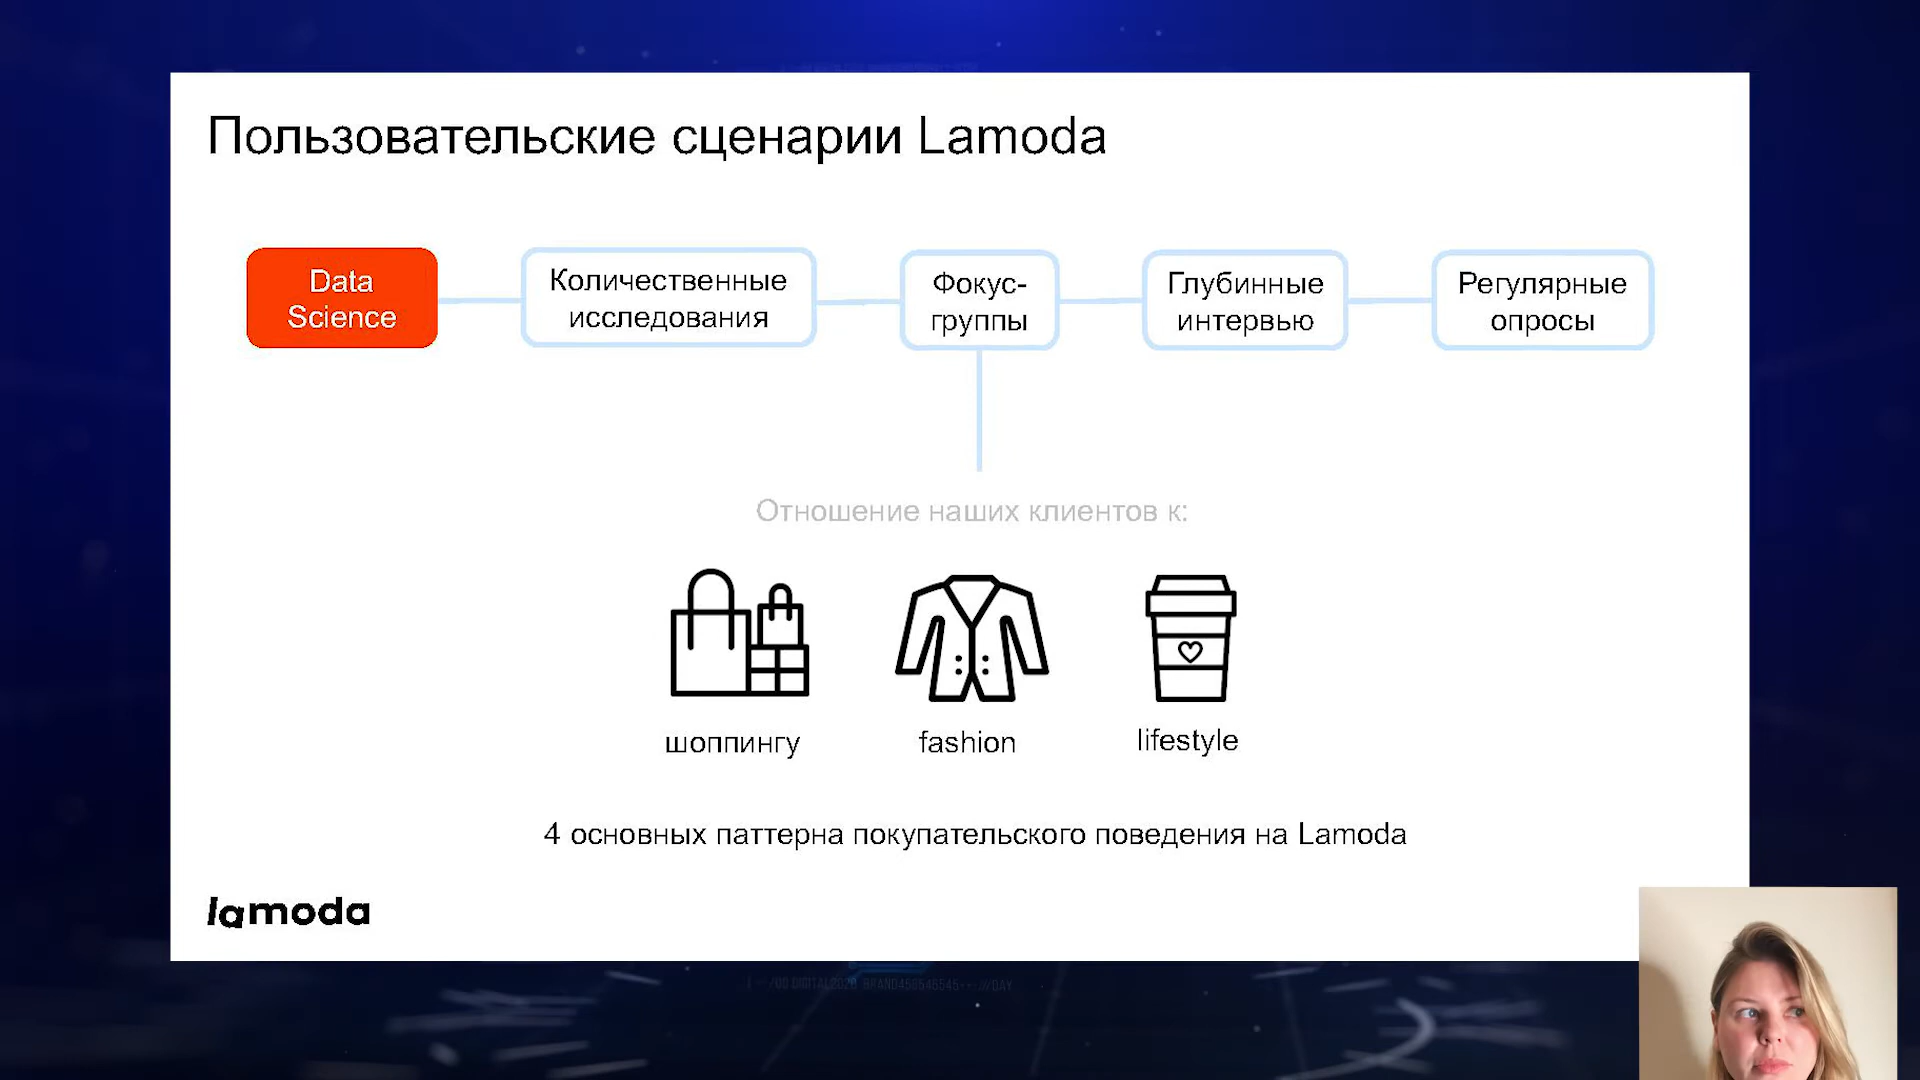 Пользовательские сценарии Lamoda
Data
Science
Количественные
исследования
Фокус-
группы
Глубинные
интервью
Регулярные
опросы
Отношение наших клиентов к:
шоппингу
fashion
lifestyle
4 основных паттерна покупательского поведения на Lamoda
lamoda